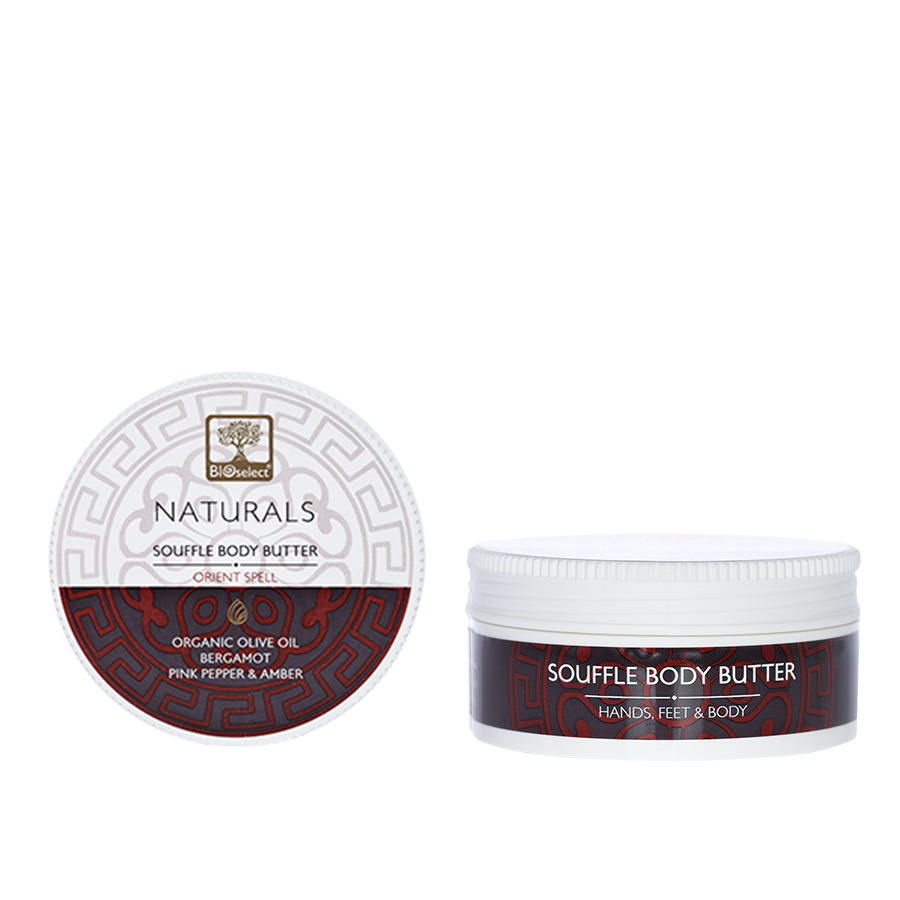 BIOselect®
NATURALS
SOUFFLE BODY BUTTER
ORIENT SPELL
ORGANIC OLIVE OIL
BERGAMOT
PINK PEPPER & AMBER
SOUFFLE BODY BUTTER
HANDS, FEET & BODY